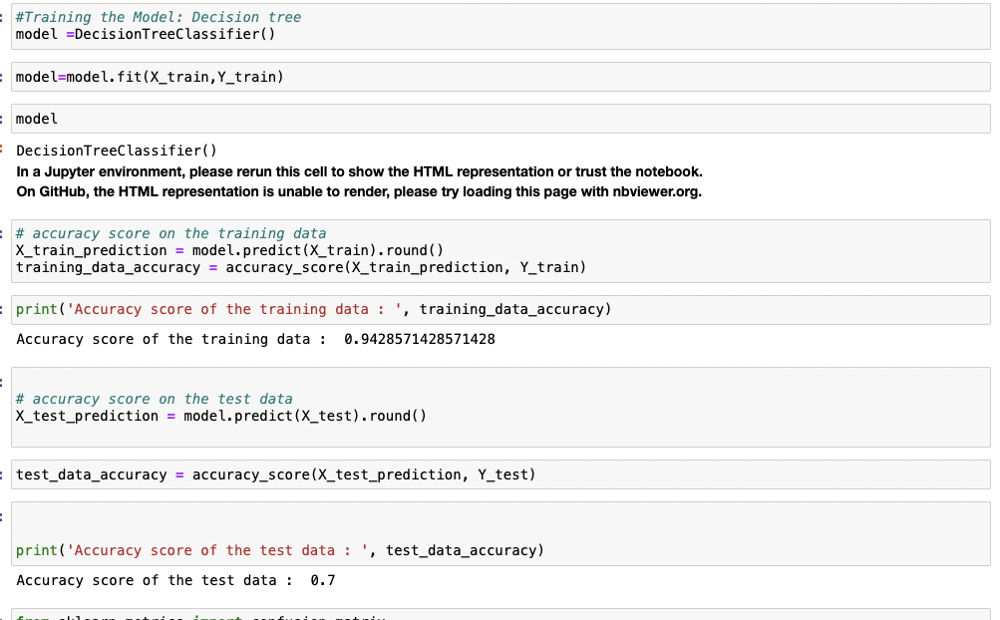 #Training the Model: Decision tree
model =DecisionTreeClassifier()
model=model.fit(X_train,Y_train)
model
DecisionTreeClassifier()
In a Jupyter environment, please rerun this cell to show the HTML representation or trust the notebook.
On GitHub, the HTML representation is unable to render, please try loading this page with nbviewer.org.
# accuracy score on the training data
X_train_prediction = model.predict(X_train).round()
training_data_accuracy = accuracy_score(X_train_prediction, Y_train)
print('Accuracy score of the training data : ', training_data_accuracy)
Accuracy score of the training data :  0.9428571428571428
# accuracy score on the test data
X_test_prediction = model.predict(X_test).round()
test_data_accuracy = accuracy_score(X_test_prediction, Y_test)
print('Accuracy score of the test data : ', test_data_accuracy)
Accuracy score of the test data :  0.7
from sklearn.metrics import confusion_matrix